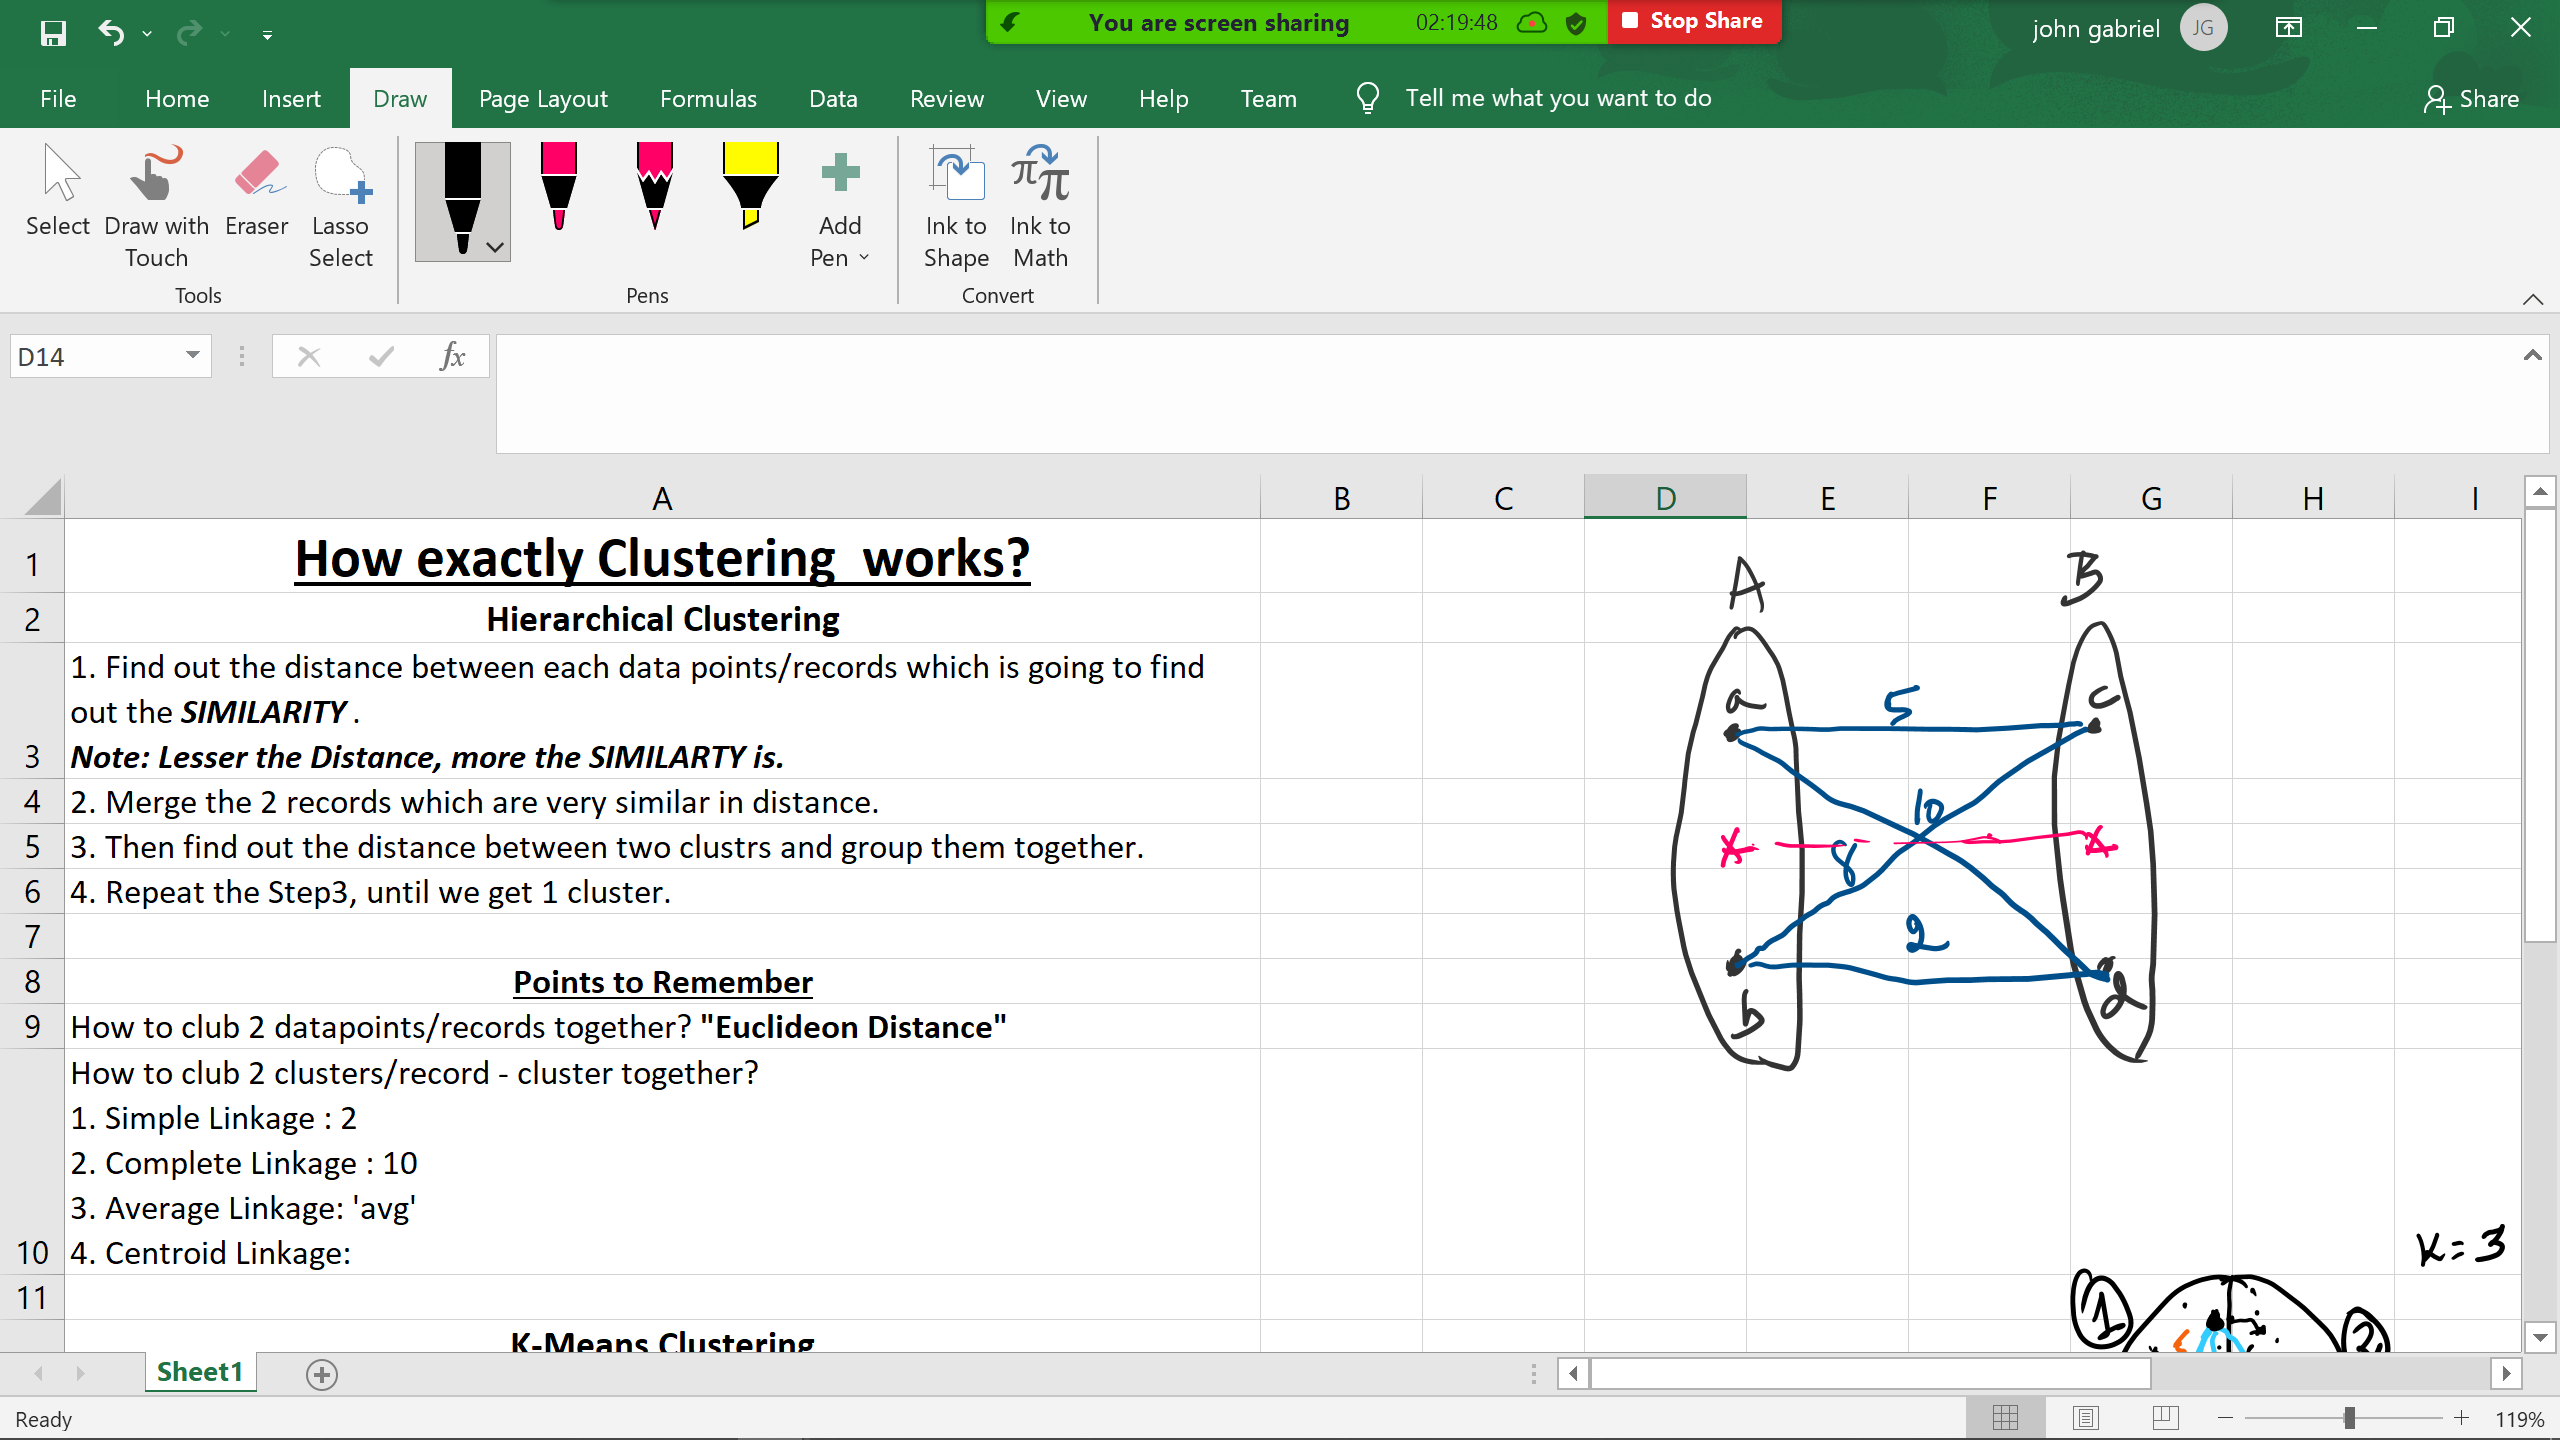 You are screen sharing 02:19:48 Stop Share
john gabriel JG
File Home Insert Draw Page Layout Formulas Data Review View Help Team Tell me what you want to do Share
Select Draw with Touch Eraser Lasso Select Add Pen Ink to Shape Ink to Math
Tools Pens Convert
D14 fx
A B C D E F G H I
1 How exactly Clustering works?
2 Hierarchical Clustering
1. Find out the distance between each data points/records which is going to find
out the SIMILARITY .
3 Note: Lesser the Distance, more the SIMILARTY is.
4 2. Merge the 2 records which are very similar in distance.
5 3. Then find out the distance between two clustrs and group them together.
6 4. Repeat the Step3, until we get 1 cluster.
7
8 Points to Remember
9 How to club 2 datapoints/records together? "Euclideon Distance"
How to club 2 clusters/record - cluster together?
1. Simple Linkage : 2
2. Complete Linkage : 10
3. Average Linkage: 'avg'
10 4. Centroid Linkage:
11
K-Means Clustering
A B
a 5 c
10
8
2
b d
K = 3
1 2
Sheet1
Ready 119%